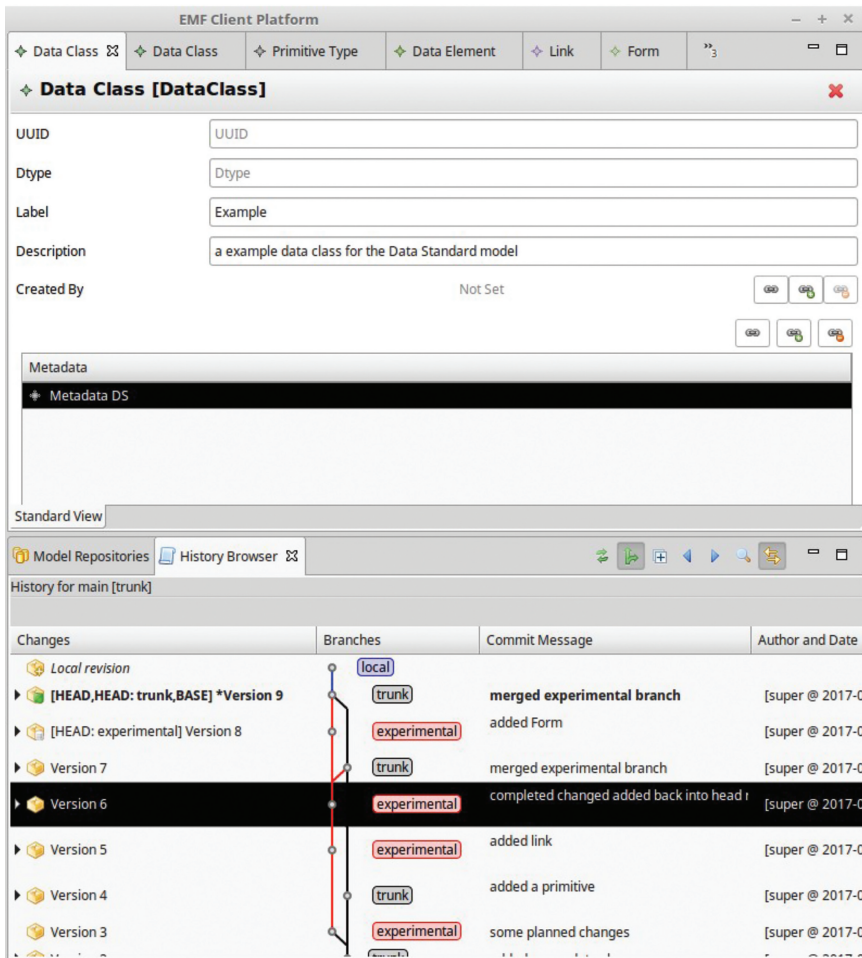 EMF Client Platform
Data Class Data Class Primitive Type Data Element Link Form »3
Data Class [DataClass]
UUID UUID
Dtype Dtype
Label Example
Description a example data class for the Data Standard model
Created By Not Set
Metadata
Metadata DS
Standard View
Model Repositories History Browser
History for main [trunk]
Changes Branches Commit Message Author and Date
Local revision local
[HEAD,HEAD: trunk,BASE] *Version 9 trunk merged experimental branch [super @ 2017-0
[HEAD: experimental] Version 8 experimental added Form [super @ 2017-0
Version 7 trunk merged experimental branch [super @ 2017-0
Version 6 experimental completed changed added back into head r [super @ 2017-0
Version 5 experimental added link [super @ 2017-0
Version 4 trunk added a primitive [super @ 2017-0
Version 3 experimental some planned changes [super @ 2017-0